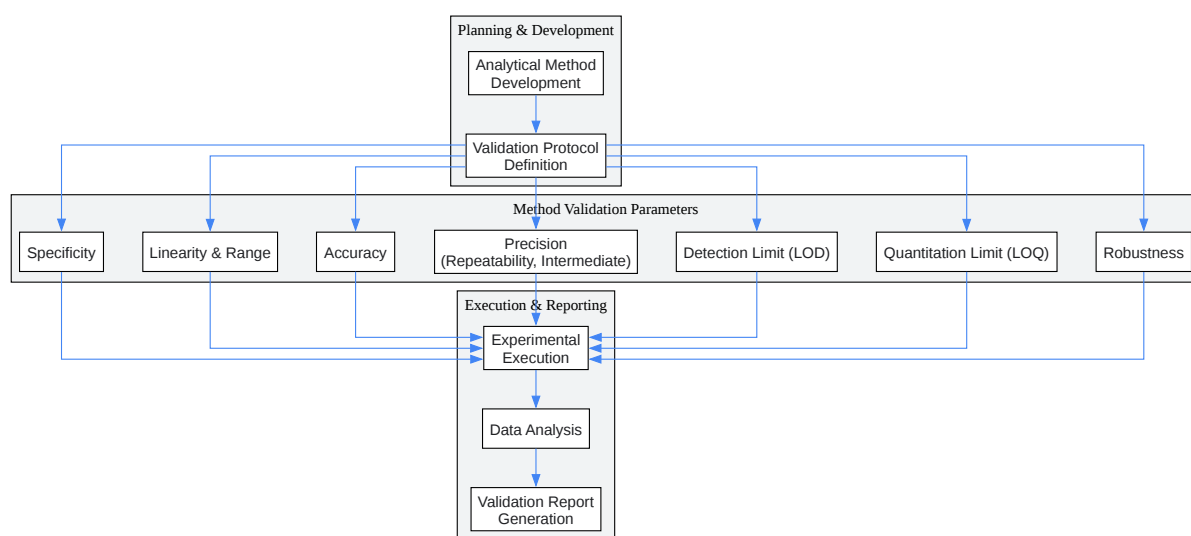 Planning & Development
Analytical Method
Development
Validation Protocol
Definition
Method Validation Parameters
Specificity
Linearity & Range
Accuracy
Precision
(Repeatability, Intermediate)
Detection Limit (LOD)
Quantitation Limit (LOQ)
Robustness
Execution & Reporting
Experimental
Execution
Data Analysis
Validation Report
Generation